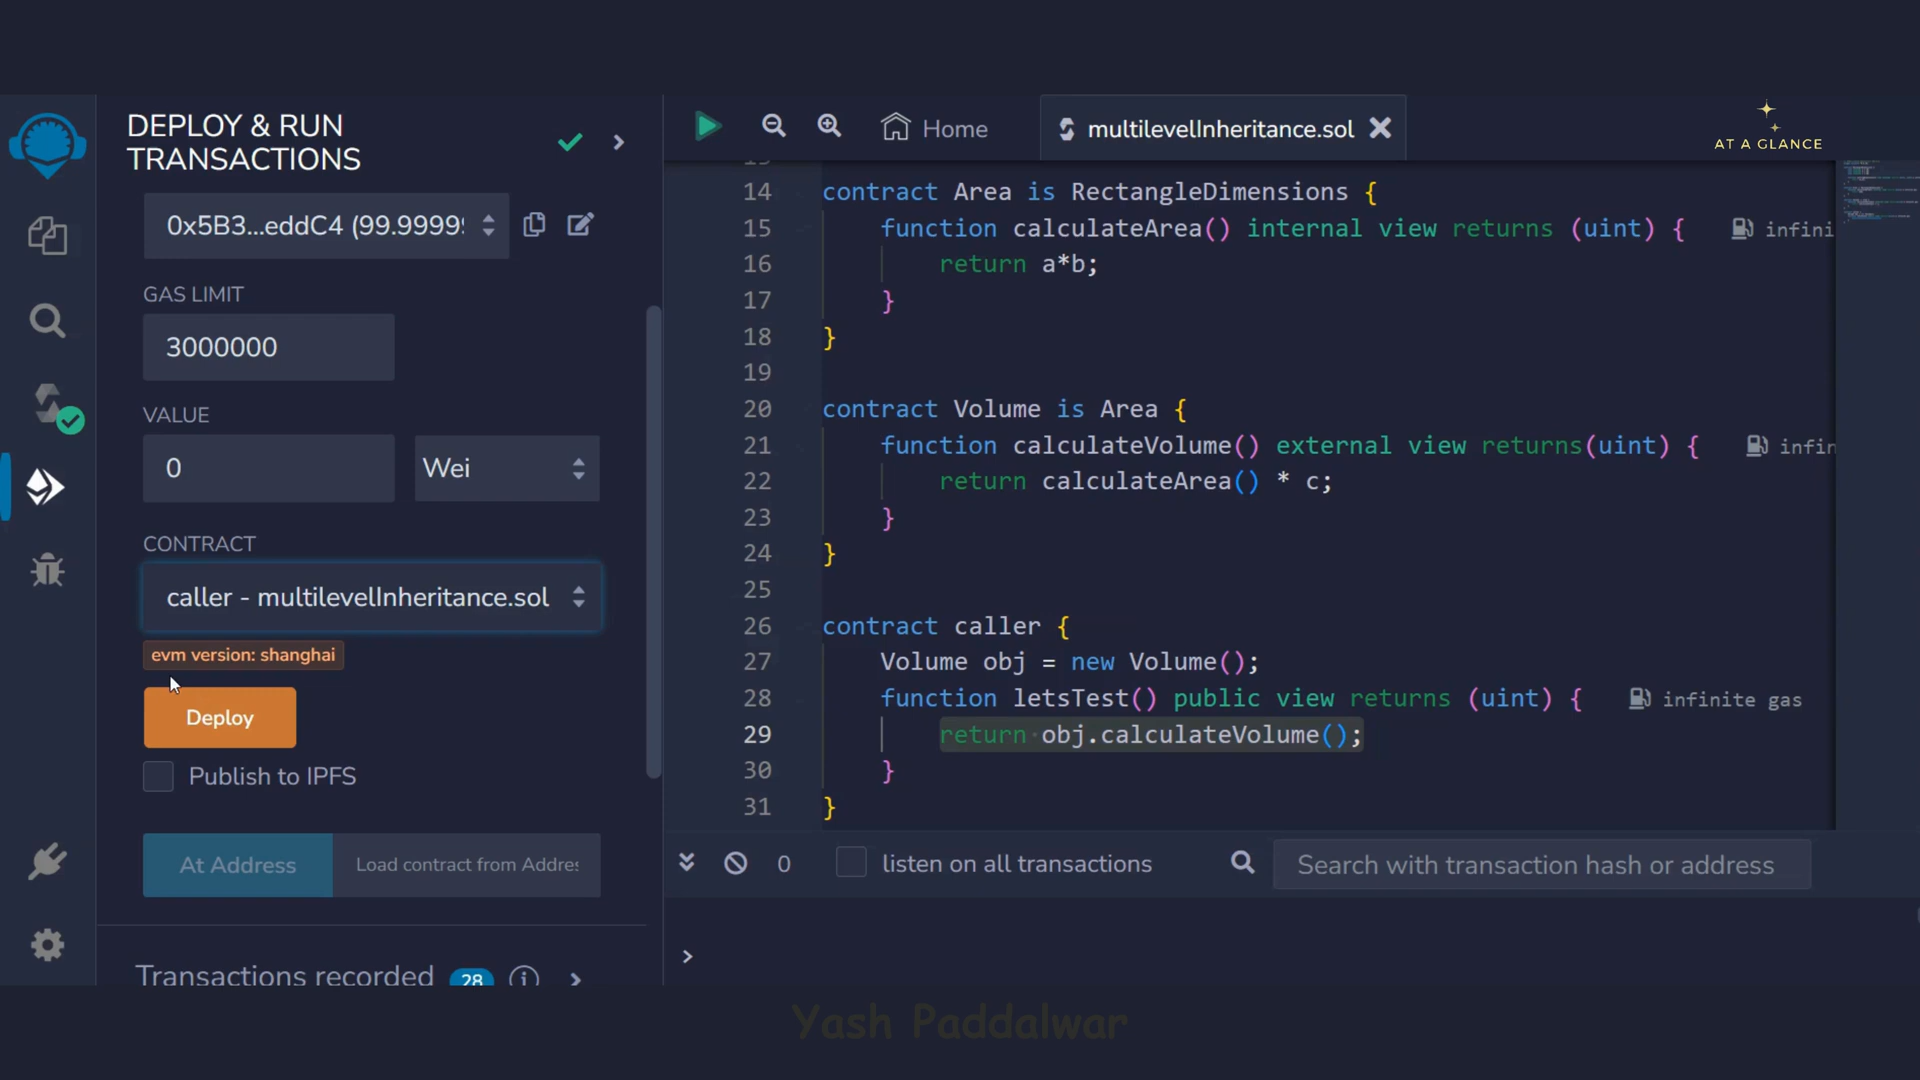 DEPLOY & RUN
TRANSACTIONS
0x5B3...eddC4 (99.9999
GAS LIMIT
3000000
VALUE
0
Wei
CONTRACT
caller - multilevelInheritance.sol
evm version: shanghai
Deploy
Publish to IPFS
At Address
Load contract from Addres
Transactions recorded 28 i
Home
multilevelInheritance.sol
AT A GLANCE
14 contract Area is RectangleDimensions {
15 function calculateArea() internal view returns (uint) { infini
16 return a*b;
17 }
18 }
19
20 contract Volume is Area {
21 function calculateVolume() external view returns(uint) { infin
22 return calculateArea() * c;
23 }
24 }
25
26 contract caller {
27 Volume obj = new Volume();
28 function letsTest() public view returns (uint) { infinite gas
29 return obj.calculateVolume();
30 }
31 }
0
listen on all transactions
Search with transaction hash or address
>
Yash Paddalwar